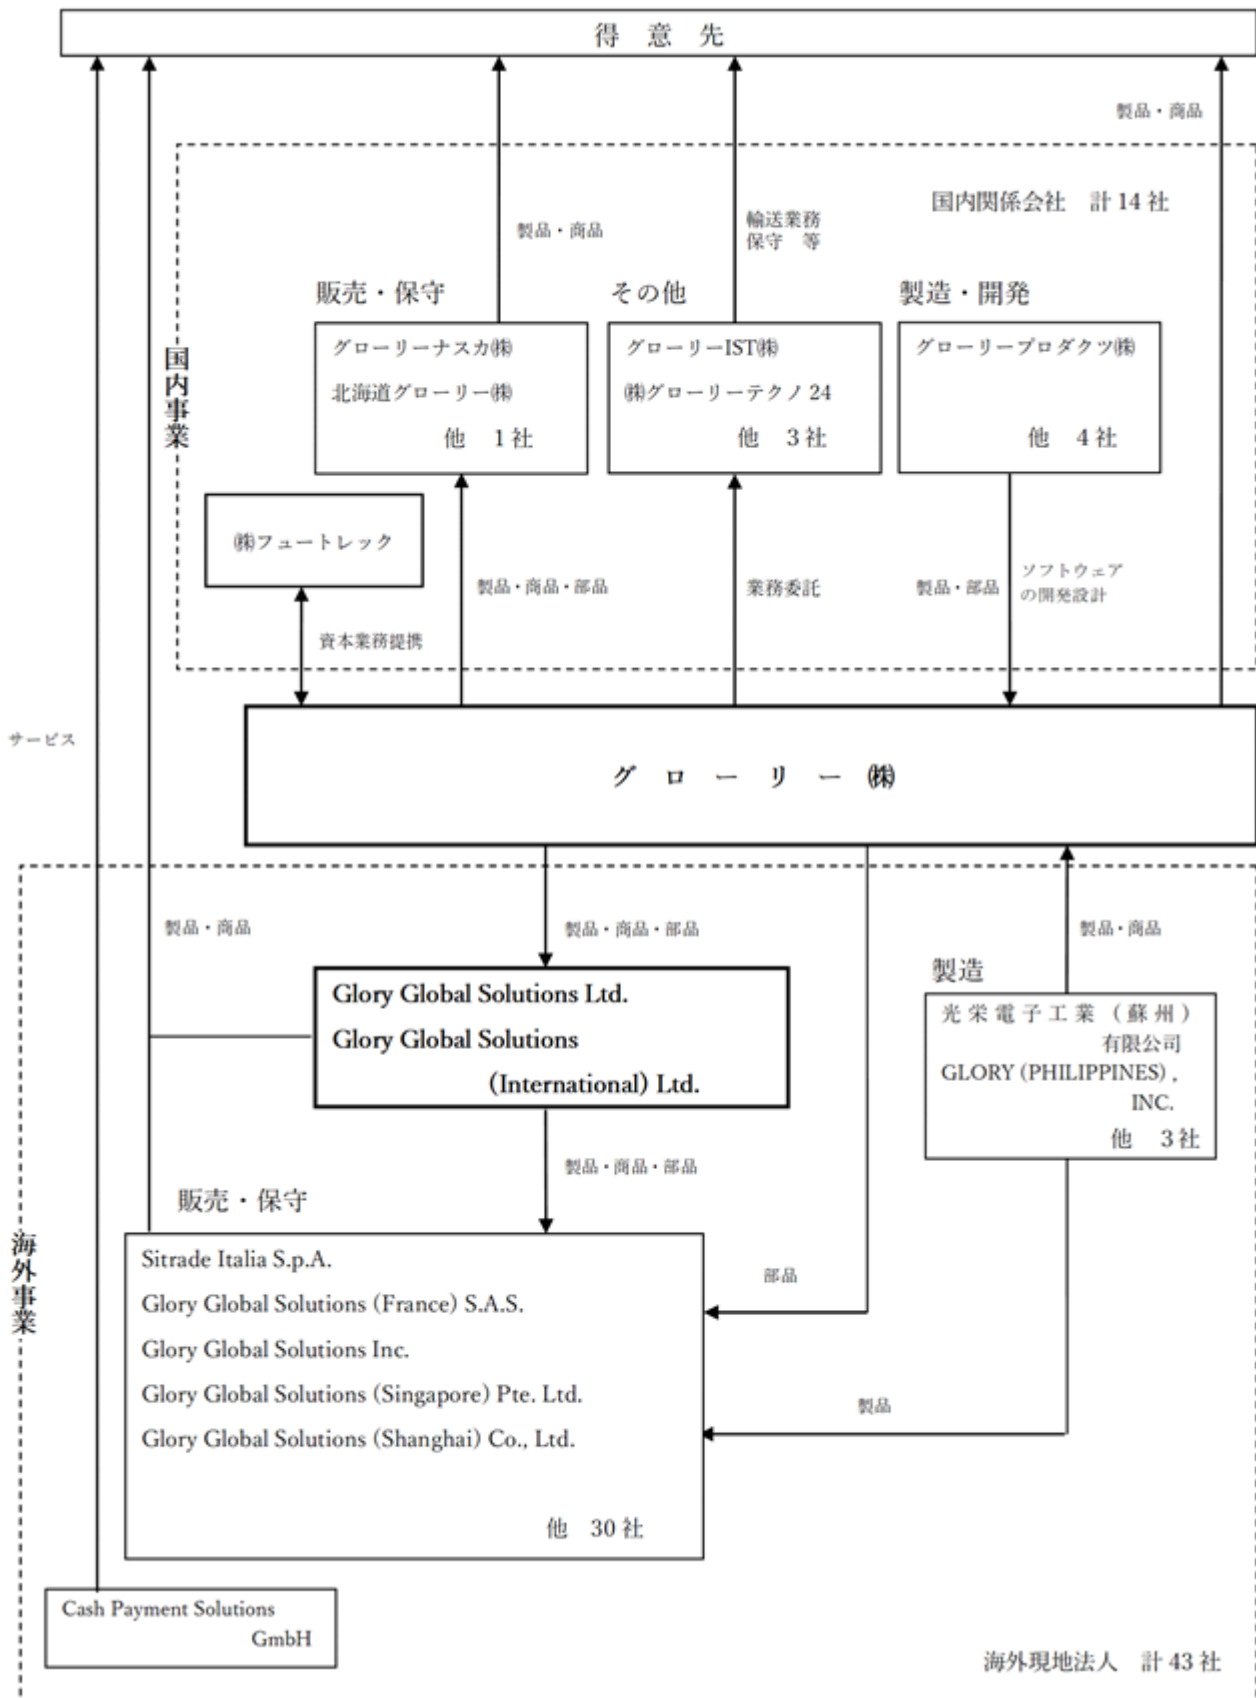 得意先
製品・商品
国内関係会社 計14社
製品・商品
輸送業務
保守 等
販売・保守
その他
製造・開発
国内事業
グローリーナスカ㈱
北海道グローリー㈱
他 1社
グローリーIST㈱
㈱グローリーテクノ24
他 3社
グローリープロダクツ㈱
他 4社
㈱フュートレック
製品・商品・部品
業務委託
製品・部品
ソフトウェア
の開発設計
資本業務提携
サービス
グローリー㈱
製品・商品
製品・商品・部品
製品・商品
製造
Glory Global Solutions Ltd.
Glory Global Solutions
(International) Ltd.
光栄電子工業(蘇州)
有限公司
GLORY (PHILIPPINES) ,
INC.
他 3社
製品・商品・部品
販売・保守
海外事業
Sitrade Italia S.p.A.
Glory Global Solutions (France) S.A.S.
Glory Global Solutions Inc.
Glory Global Solutions (Singapore) Pte. Ltd.
Glory Global Solutions (Shanghai) Co., Ltd.
他 30社
部品
製品
Cash Payment Solutions
GmbH
海外現地法人 計43社